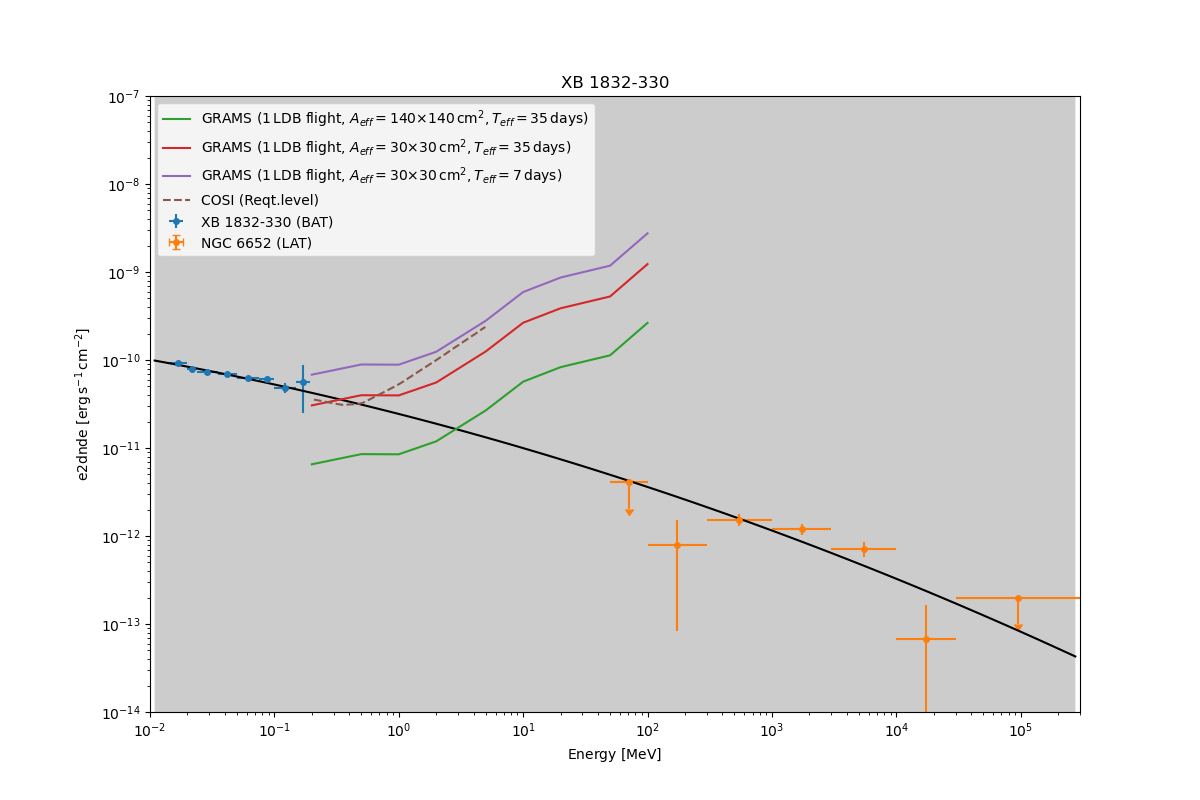 XB 1832-330
10⁻⁷
10⁻⁸
10⁻⁹
10⁻¹⁰
10⁻¹¹
10⁻¹²
10⁻¹³
10⁻¹⁴
e2dnde [erg s⁻¹ cm⁻²]
GRAMS (1 LDB flight, A_eff = 140×140 cm², T_eff = 35 days)
GRAMS (1 LDB flight, A_eff = 30×30 cm², T_eff = 35 days)
GRAMS (1 LDB flight, A_eff = 30×30 cm², T_eff = 7 days)
COSI (Reqt.level)
XB 1832-330 (BAT)
NGC 6652 (LAT)
10⁻² 10⁻¹ 10⁰ 10¹ 10² 10³ 10⁴ 10⁵
Energy [MeV]